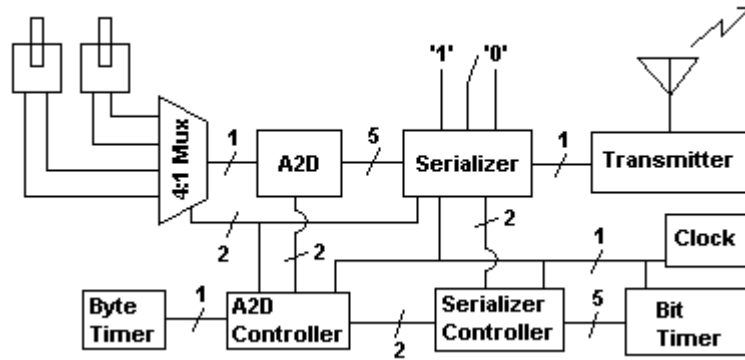 '1'
'0'
4:1 Mux
1
A2D
5
Serializer
1
Transmitter
2
2
2
1
Clock
Byte
Timer
1
A2D
Controller
2
Serializer
Controller
5
Bit
Timer